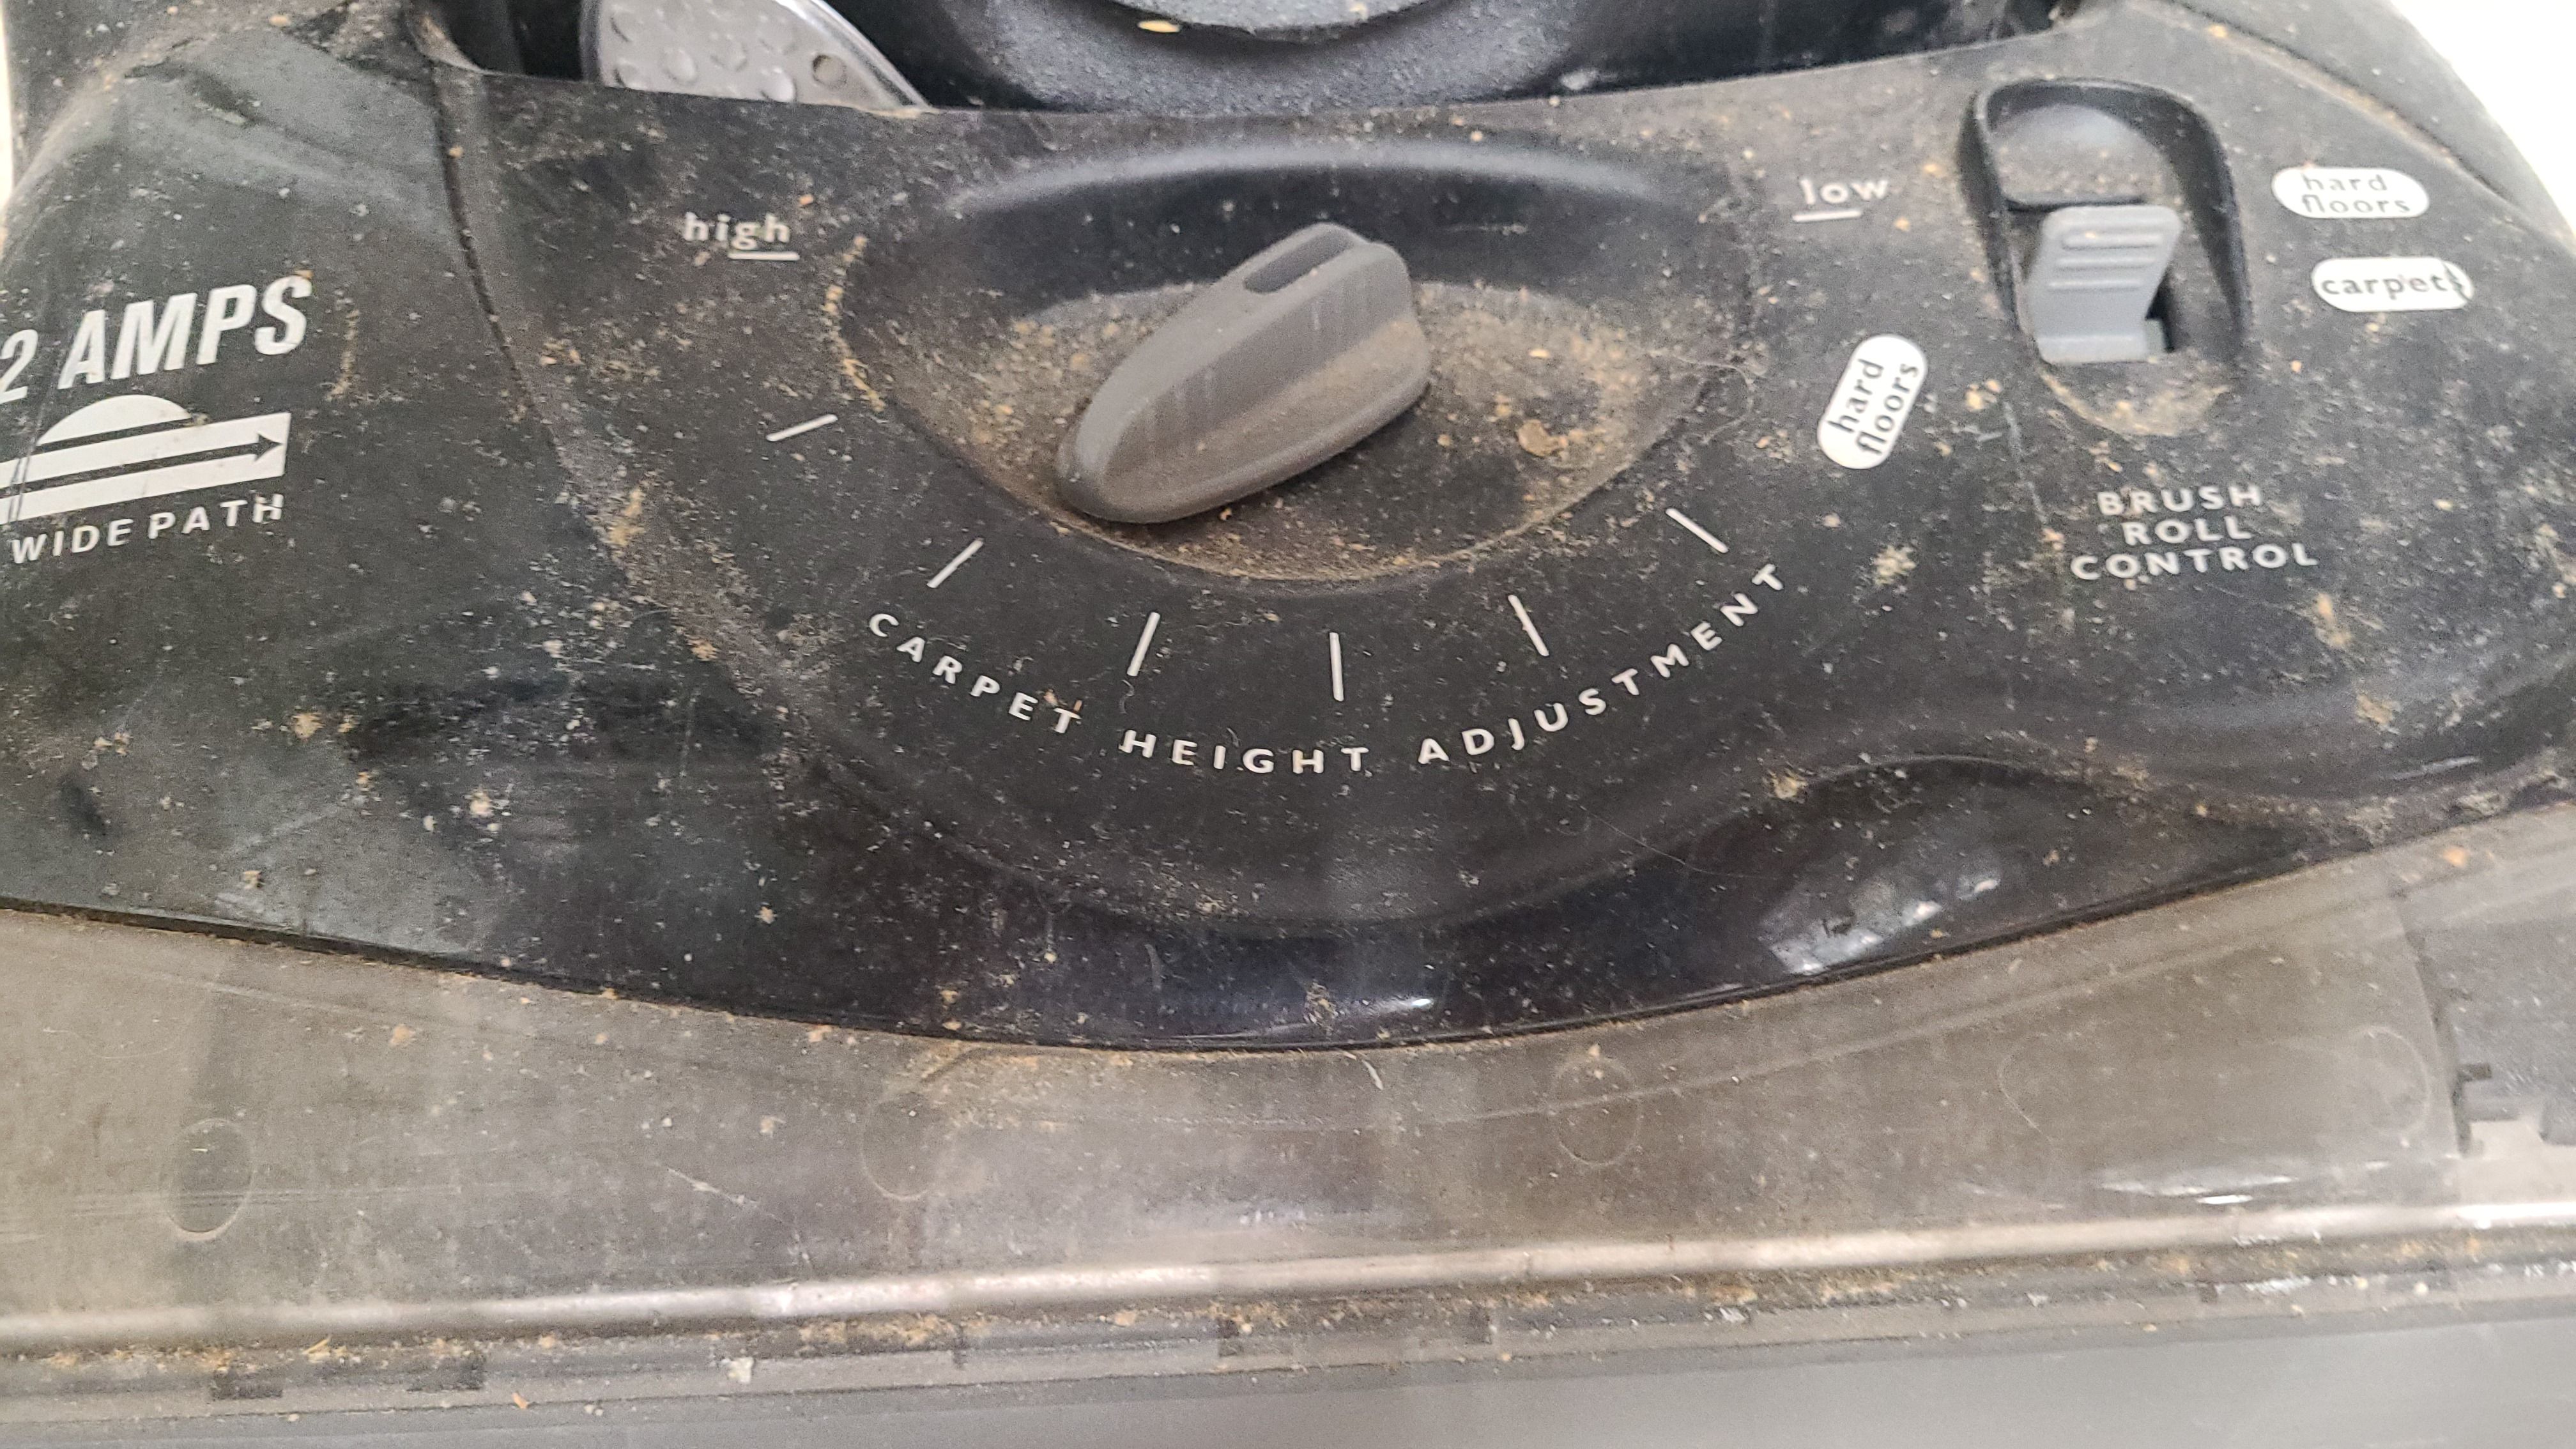 high
low
hard
floors
carpets
2 AMPS
hard
floors
WIDE PATH
BRUSH
ROLL
CONTROL
CARPET HEIGHT ADJUSTMENT